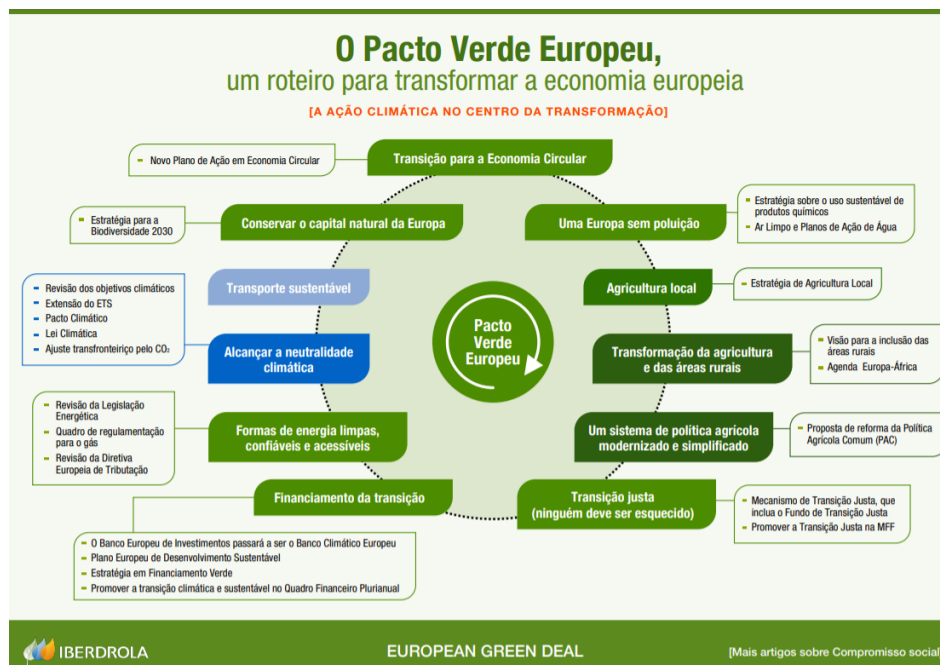 O Pacto Verde Europeu,
um roteiro para transformar a economia europeia
[A AÇÃO CLIMÁTICA NO CENTRO DA TRANSFORMAÇÃO]
Transição para a Economia Circular
Novo Plano de Ação em Economia Circular
Conservar o capital natural da Europa
Estratégia para a
Biodiversidade 2030
Uma Europa sem poluição
Estratégia sobre o uso sustentável de
produtos químicos
Ar Limpo e Planos de Ação de Água
Transporte sustentável
Agricultura local
Estratégia de Agricultura Local
Revisão dos objetivos climáticos
Extensão do ETS
Pacto Climático
Lei Climática
Ajuste transfronteiriço pelo CO₂
Alcançar a neutralidade
climática
Pacto
Verde
Europeu
Transformação da agricultura
e das áreas rurais
Visão para a inclusão das
áreas rurais
Agenda Europa-África
Revisão da Legislação
Energética
Quadro de regulamentação
para o gás
Revisão da Diretiva
Europeia de Tributação
Formas de energia limpas,
confiáveis e acessíveis
Um sistema de política agrícola
modernizado e simplificado
Proposta de reforma da Política
Agrícola Comum (PAC)
Financiamento da transição
O Banco Europeu de Investimentos passará a ser o Banco Climático Europeu
Plano Europeu de Desenvolvimento Sustentável
Estratégia em Financiamento Verde
Promover a transição climática e sustentável no Quadro Financeiro Plurianual
Transição justa
(ninguém deve ser esquecido)
Mecanismo de Transição Justa, que
inclua o Fundo de Transição Justa
Promover a Transição Justa na MFF
IBERDROLA
EUROPEAN GREEN DEAL
[Mais artigos sobre Compromisso social]